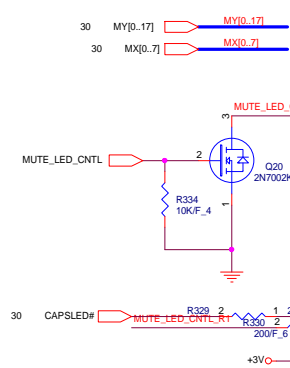 30 MY[0..17] MY[0..17]
30 MX[0..7] MX[0..7]
MUTE_LED_
3
MUTE_LED_CNTL 2
Q20
2N7002K
R334
10K/F_4
1
30 CAPSLED# R329 2 1 2
MUTE_LED_CNTL_R1 R330 2
200/F_6
+3V